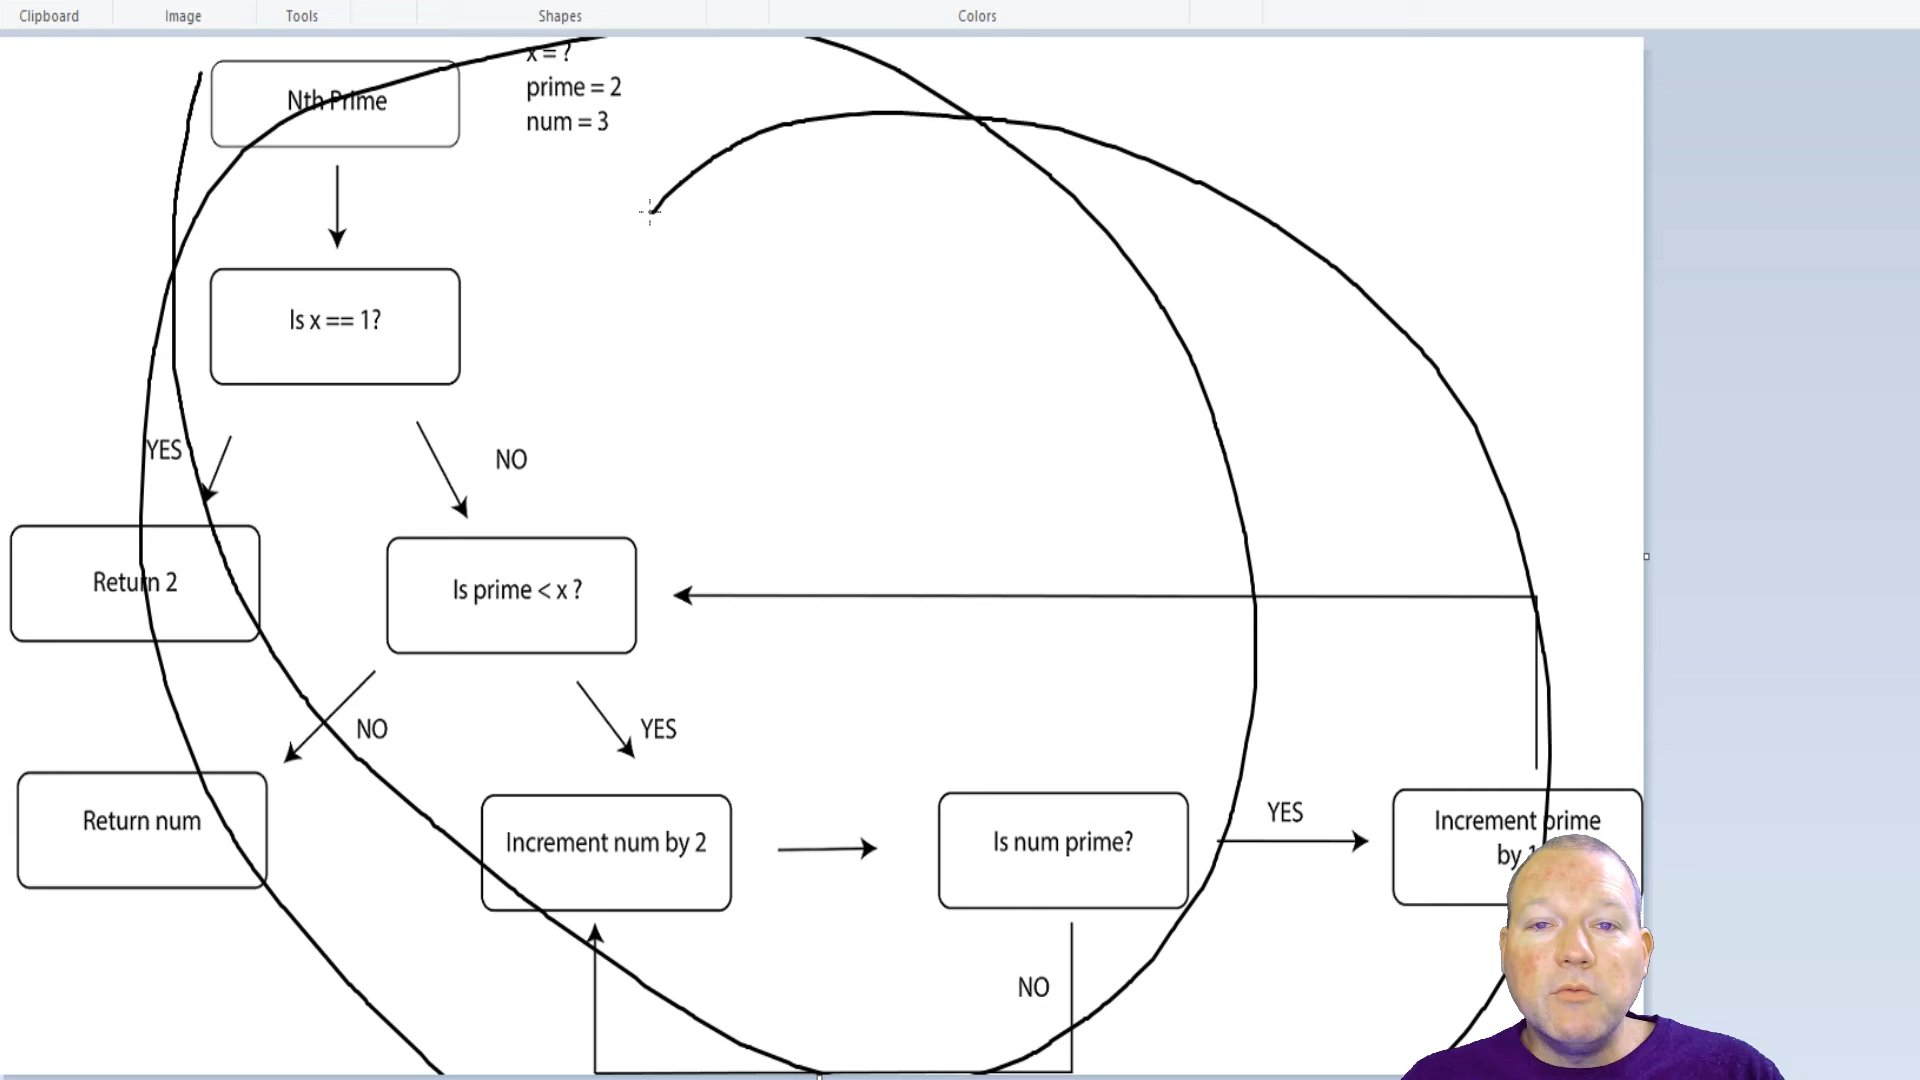 Clipboard
Image
Tools
Shapes
Colors
x = ?
Nth Prime
prime = 2
num = 3
Is x == 1?
YES
NO
Return 2
Is prime < x ?
NO
YES
Return num
Increment num by 2
Is num prime?
YES
Increment prime
by 1
NO